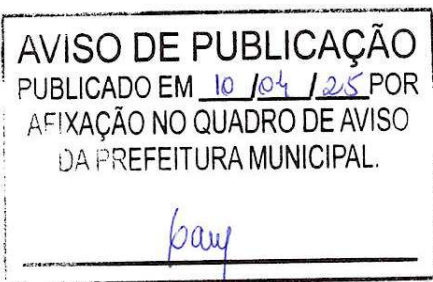 AVISO DE PUBLICAÇÃO
PUBLICADO EM 10/04/25 POR
AFIXAÇÃO NO QUADRO DE AVISO
DA PREFEITURA MUNICIPAL.